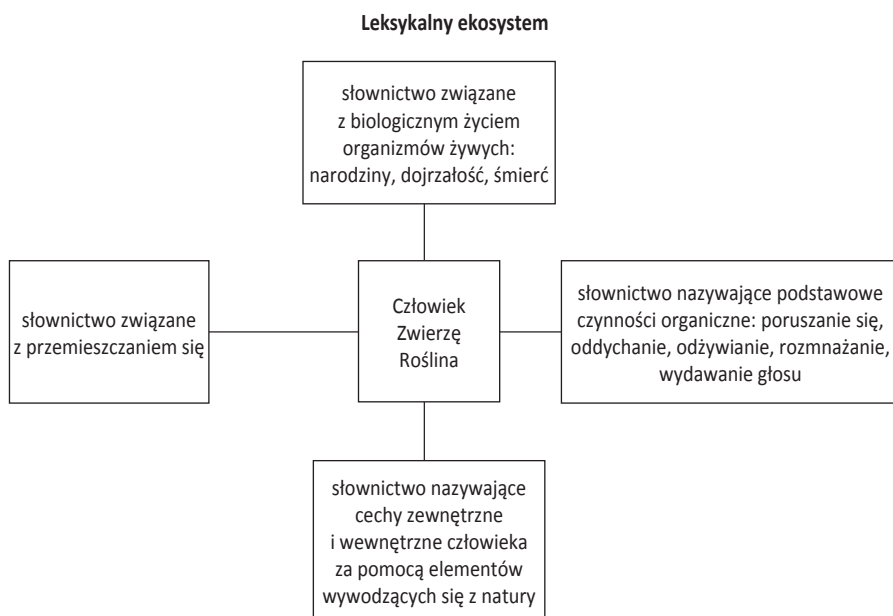 Leksykalny ekosystem
słownictwo związane
z biologicznym życiem
organizmów żywych:
narodziny, dojrzałość, śmierć
słownictwo związane
z przemieszczaniem się
Człowiek
Zwierzę
Roślina
słownictwo nazywające podstawowe
czynności organiczne: poruszanie się,
oddychanie, odżywianie, rozmnażanie,
wydawanie głosu
słownictwo nazywające
cechy zewnętrzne
i wewnętrzne człowieka
za pomocą elementów
wywodzących się z natury